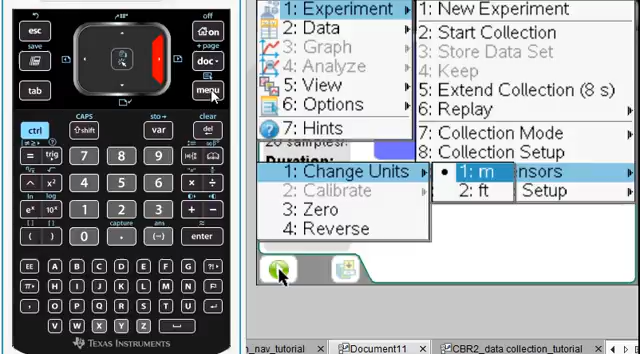 off
esc
on
save
+ page
doc
tab
menu
CAPS
sto→
clear
ctrl
⇧shift
var
del
=
trig
7
8
9
^
x²
4
5
6
×
÷
eˣ
10ˣ
1
2
3
+
−
capture
ans
(
)
0
.
(−)
enter
EE A B C D E F G ?!
π, H I J K L M N
O P Q R S T U
V W X Y Z
TEXAS INSTRUMENTS
1: Experiment
2: Data
3: Graph
4: Analyze
5: View
6: Options
7: Hints
1: New Experiment
2: Start Collection
3: Store Data Set
4: Keep
5: Extend Collection (8 s)
6: Replay
7: Collection Mode
8: Collection Setup
ensors
Setup
20 samples/s
Duration:
1: Change Units
2: Calibrate
3: Zero
4: Reverse
1: m
2: ft
n_nav_tutorial
Document11
CBR2_data collection_tutorial